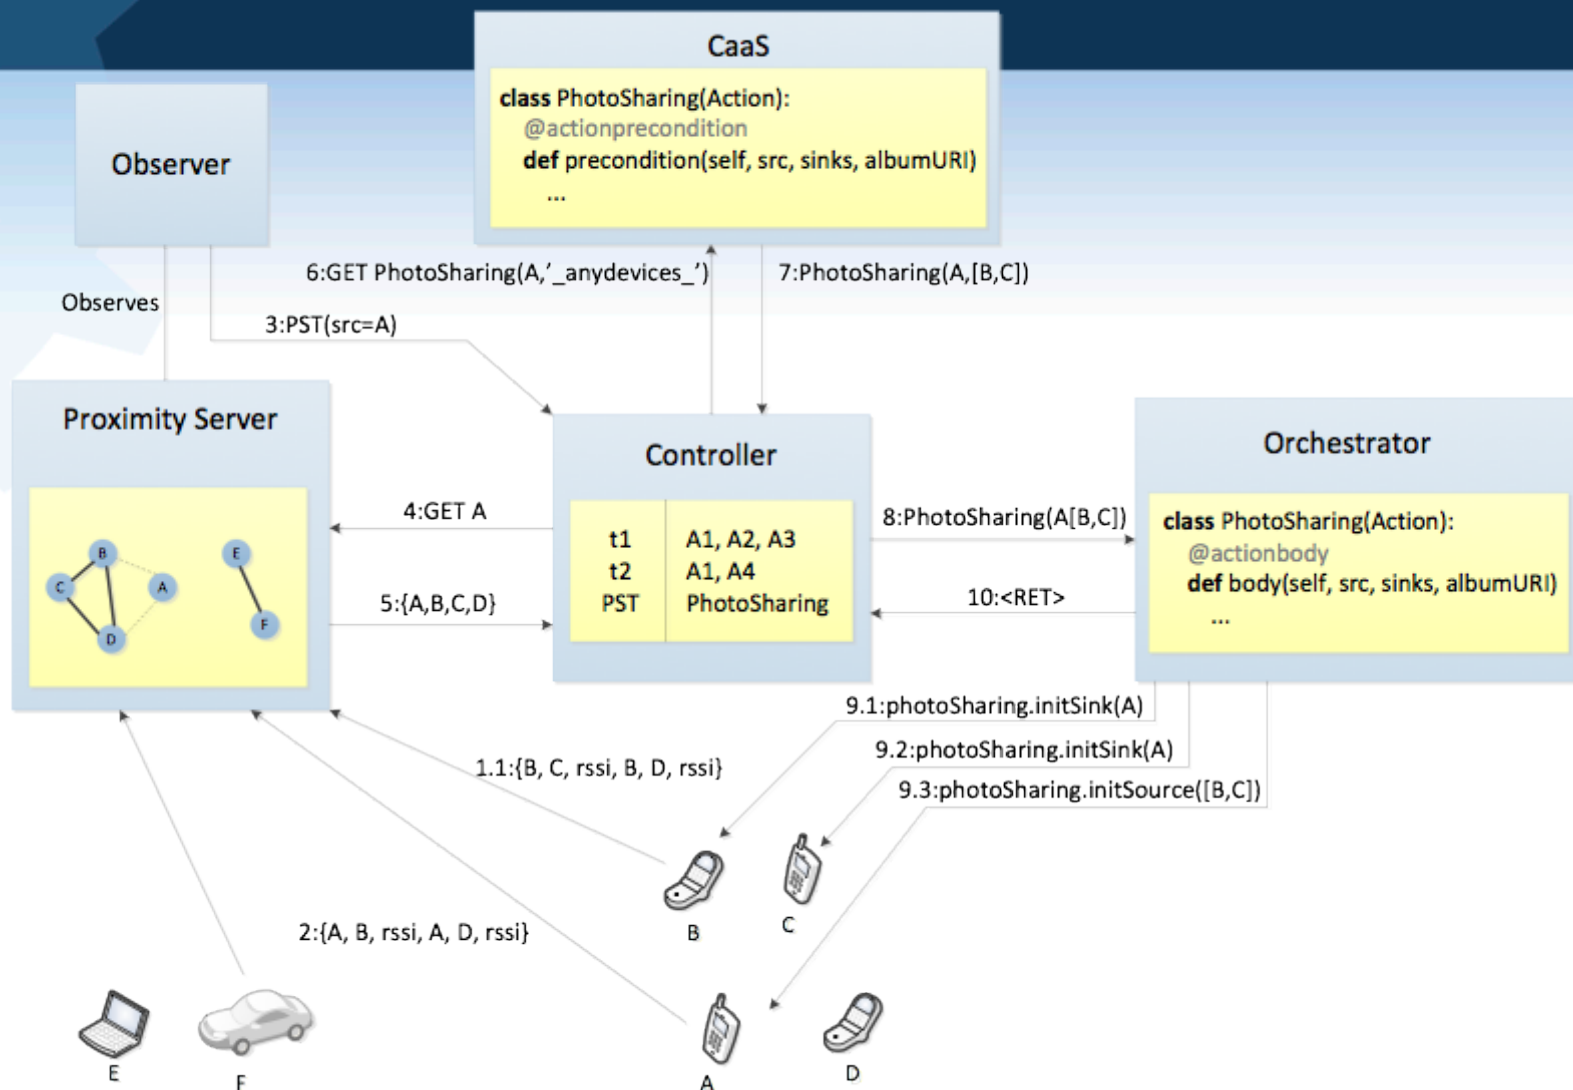 CaaS
class PhotoSharing(Action):
@actionprecondition
def precondition(self, src, sinks, albumURI)
...
Observer
6:GET PhotoSharing(A,'_anydevices_')
7:PhotoSharing(A,[B,C])
Observes
3:PST(src=A)
Proximity Server
B
C
A
D
E
F
4:GET A
5:{A,B,C,D}
Controller
t1 A1, A2, A3
t2 A1, A4
PST PhotoSharing
8:PhotoSharing(A[B,C])
10:<RET>
Orchestrator
class PhotoSharing(Action):
@actionbody
def body(self, src, sinks, albumURI)
...
9.1:photoSharing.initSink(A)
9.2:photoSharing.initSink(A)
9.3:photoSharing.initSource([B,C])
1.1:{B, C, rssi, B, D, rssi}
2:{A, B, rssi, A, D, rssi}
B
C
E
F
A
D